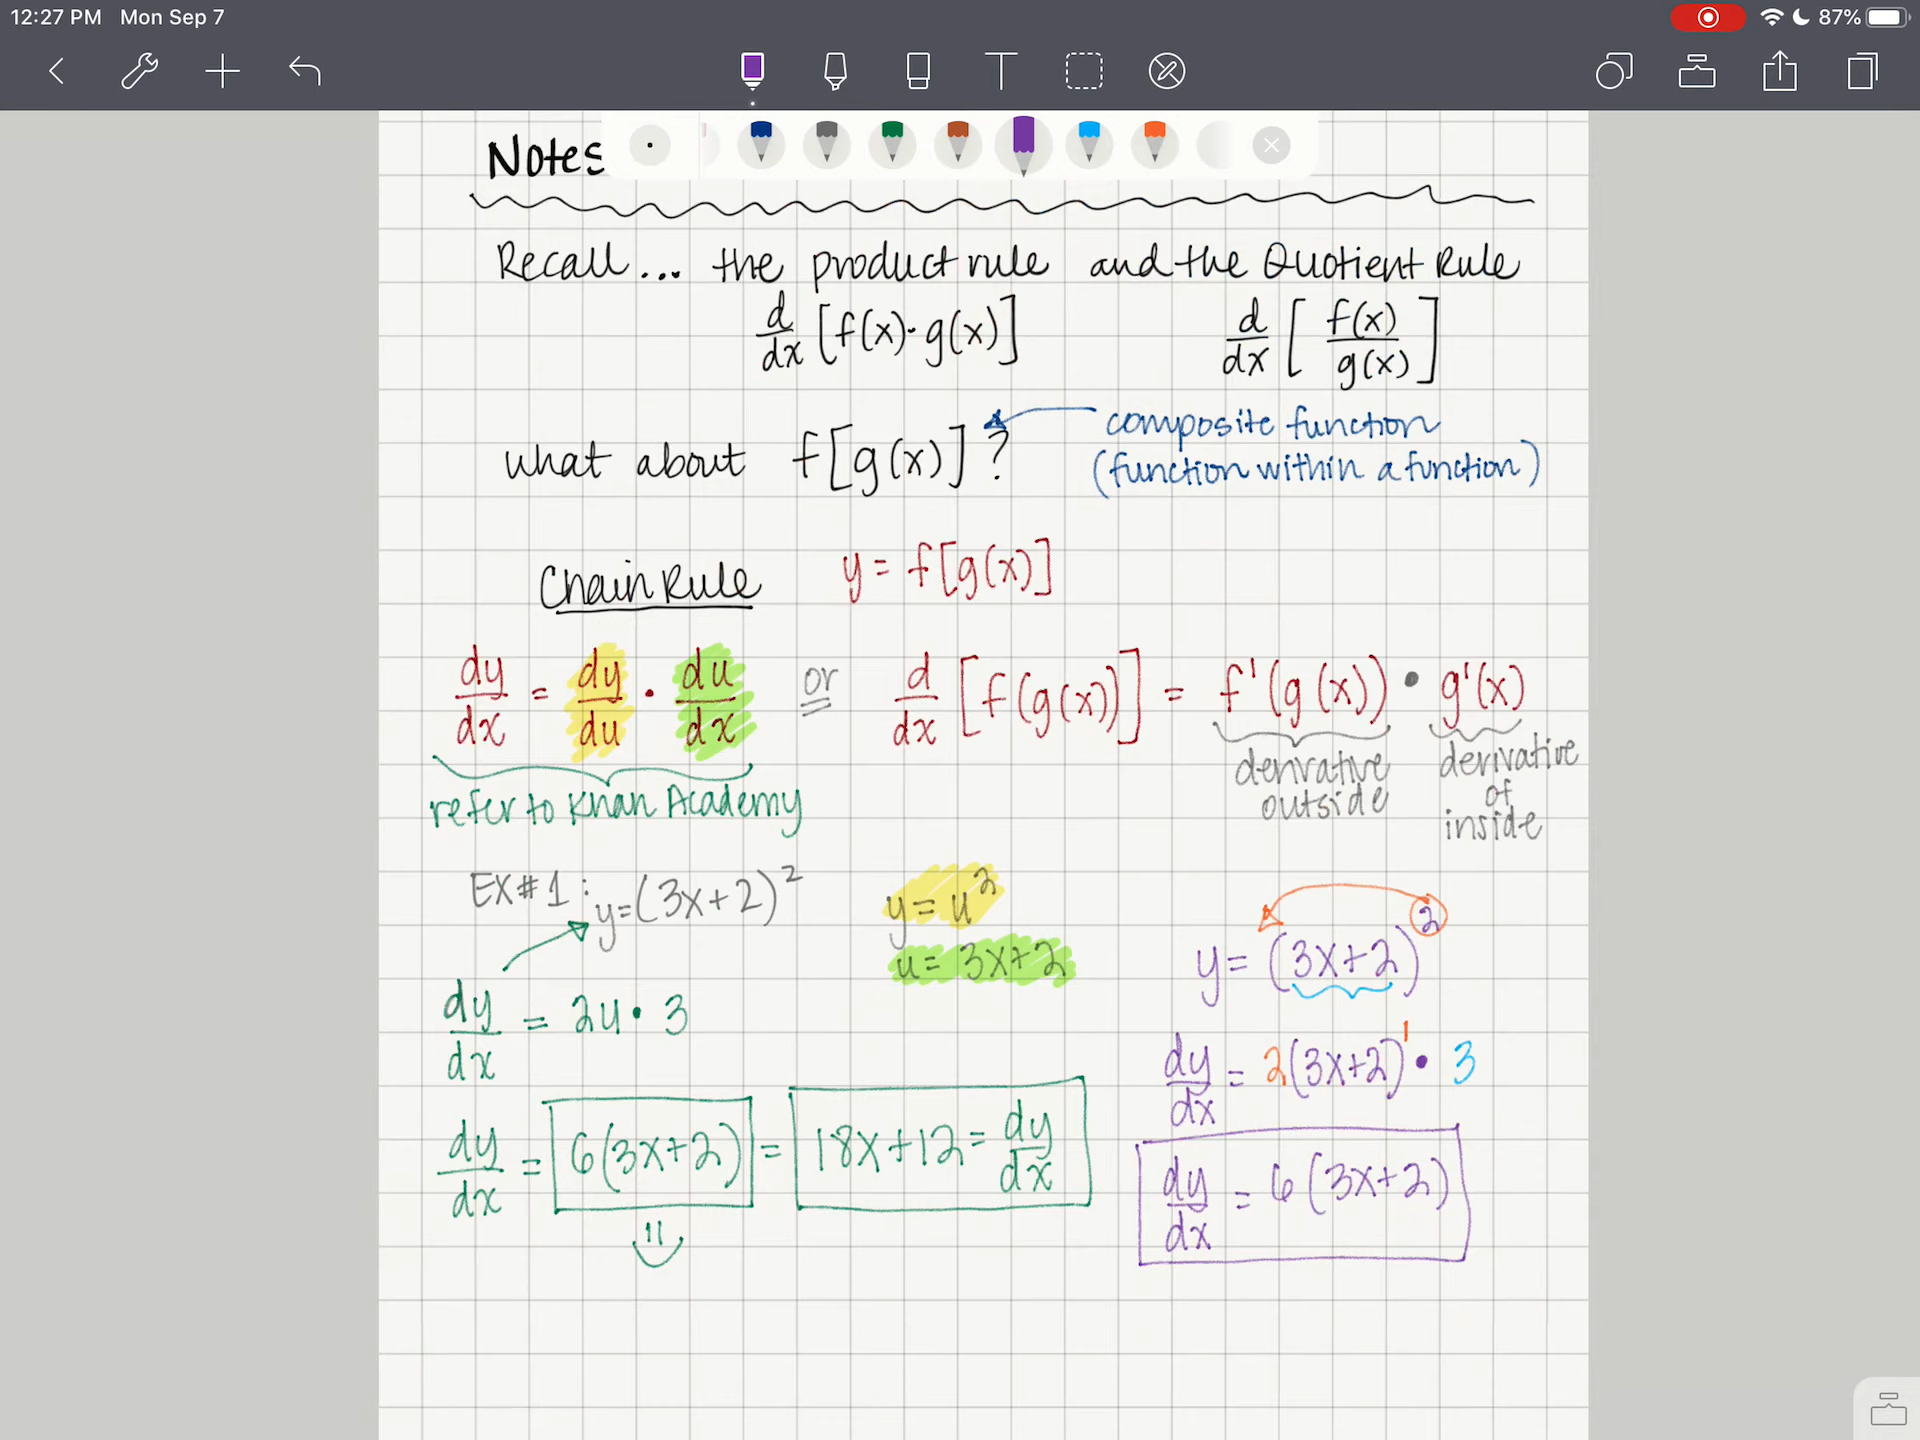 12:27 PM Mon Sep 7
87%
Notes
Recall... the product rule and the Quotient Rule
d/dx [f(x)·g(x)] d/dx [f(x)/g(x)]
what about f[g(x)]?
composite function
(function within a function)
Chain Rule y = f[g(x)]
dy/dx = dy/du · du/dx or d/dx [f(g(x))] = f'(g(x)) · g'(x)
refer to Khan Academy
derivative
outside
derivative
of
inside
EX#1: y=(3x+2)²
dy/dx = 2u · 3
dy/dx = 6(3x+2) = 18x+12 = dy/dx
y = u²
u = 3x+2
y = (3x+2)²
dy/dx = 2(3x+2)¹ · 3
dy/dx = 6(3x+2)